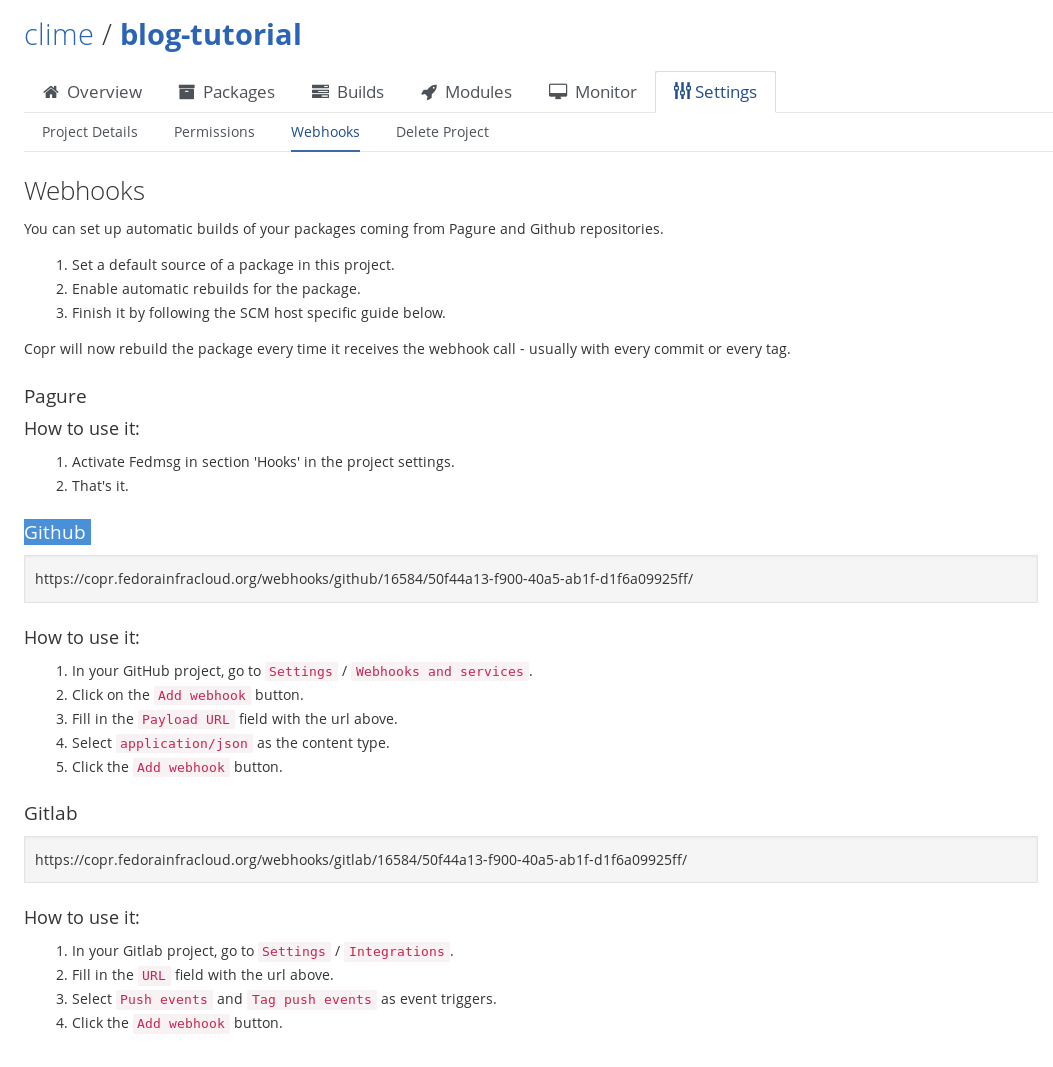 clime / blog-tutorial
Overview Packages Builds Modules Monitor Settings
Project Details Permissions Webhooks Delete Project
Webhooks
You can set up automatic builds of your packages coming from Pagure and Github repositories.
1. Set a default source of a package in this project.
2. Enable automatic rebuilds for the package.
3. Finish it by following the SCM host specific guide below.
Copr will now rebuild the package every time it receives the webhook call - usually with every commit or every tag.
Pagure
How to use it:
1. Activate Fedmsg in section 'Hooks' in the project settings.
2. That's it.
Github
https://copr.fedorainfracloud.org/webhooks/github/16584/50f44a13-f900-40a5-ab1f-d1f6a09925ff/
How to use it:
1. In your GitHub project, go to Settings / Webhooks and services.
2. Click on the Add webhook button.
3. Fill in the Payload URL field with the url above.
4. Select application/json as the content type.
5. Click the Add webhook button.
Gitlab
https://copr.fedorainfracloud.org/webhooks/gitlab/16584/50f44a13-f900-40a5-ab1f-d1f6a09925ff/
How to use it:
1. In your Gitlab project, go to Settings / Integrations.
2. Fill in the URL field with the url above.
3. Select Push events and Tag push events as event triggers.
4. Click the Add webhook button.